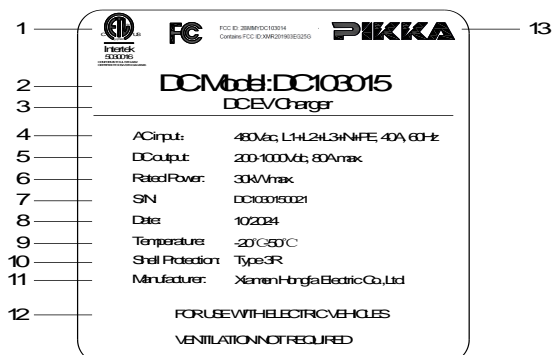 1
C US
Intertek
5030016
FCC ID: 2BMMYDC103014
Contains FCC ID:XMR201903EG25G
PIKKA
13
2
DC Model: DC103015
3
DC EV Charger
4 AC input: 480Vac, L1+L2+L3+N+PE, 40A, 60Hz
5 DC output: 200-1000Vdc, 80A max.
6 Rated Power: 30kW max.
7 S/N: DC1030150021
8 Date: 10/2024
9 Temperature: -20°C-50°C
10 Shell Protection: Type 3R
11 Manufacturer: Xiamen Hongfa Electric Co., Ltd
12 FOR USE WITH ELECTRIC VEHICLES
VENTILATION NOT REQUIRED